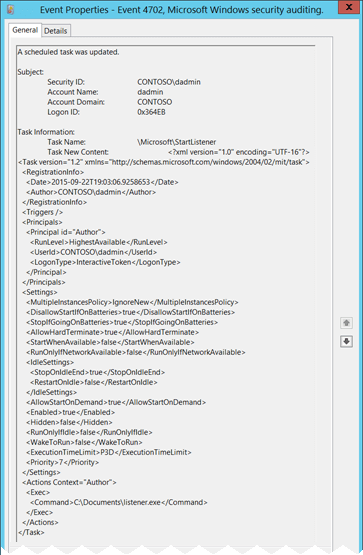 Event Properties - Event 4702, Microsoft Windows security auditing.
X
General Details
A scheduled task was updated.
Subject:
Security ID: CONTOSO\dadmin
Account Name: dadmin
Account Domain: CONTOSO
Logon ID: 0x364EB
Task Information:
Task Name: \Microsoft\StartListener
Task New Content: <?xml version="1.0" encoding="UTF-16"?>
<Task version="1.2" xmlns="http://schemas.microsoft.com/windows/2004/02/mit/task">
<RegistrationInfo>
<Date>2015-09-22T19:03:06.9258653</Date>
<Author>CONTOSO\dadmin</Author>
</RegistrationInfo>
<Triggers />
<Principals>
<Principal id="Author">
<RunLevel>HighestAvailable</RunLevel>
<UserId>CONTOSO\dadmin</UserId>
<LogonType>InteractiveToken</LogonType>
</Principal>
</Principals>
<Settings>
<MultipleInstancesPolicy>IgnoreNew</MultipleInstancesPolicy>
<DisallowStartIfOnBatteries>true</DisallowStartIfOnBatteries>
<StopIfGoingOnBatteries>true</StopIfGoingOnBatteries>
<AllowHardTerminate>true</AllowHardTerminate>
<StartWhenAvailable>false</StartWhenAvailable>
<RunOnlyIfNetworkAvailable>false</RunOnlyIfNetworkAvailable>
<IdleSettings>
<StopOnIdleEnd>true</StopOnIdleEnd>
<RestartOnIdle>false</RestartOnIdle>
</IdleSettings>
<AllowStartOnDemand>true</AllowStartOnDemand>
<Enabled>true</Enabled>
<Hidden>false</Hidden>
<RunOnlyIfIdle>false</RunOnlyIfIdle>
<WakeToRun>false</WakeToRun>
<ExecutionTimeLimit>P3D</ExecutionTimeLimit>
<Priority>7</Priority>
</Settings>
<Actions Context="Author">
<Exec>
<Command>C:\Documents\listener.exe</Command>
</Exec>
</Actions>
</Task>